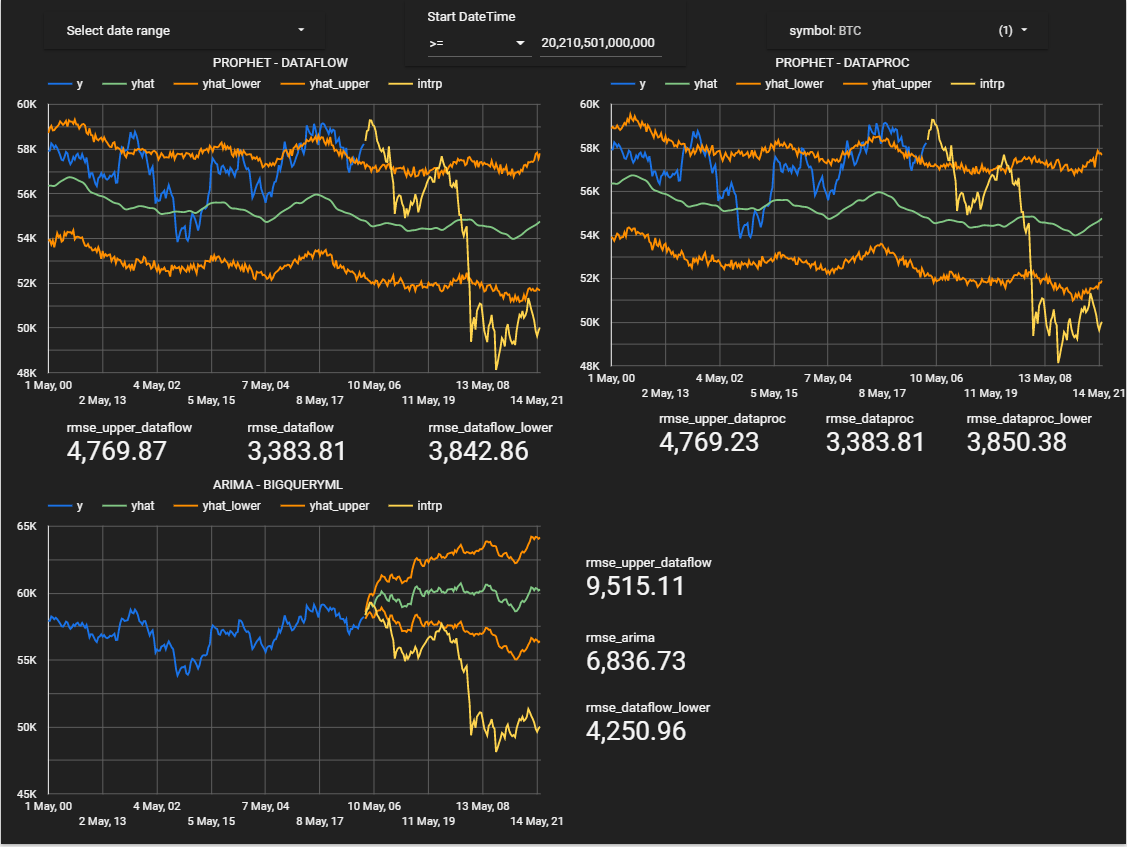 Select date range
Start DateTime
>=
20,210,501,000,000
symbol: BTC
(1)
PROPHET - DATAFLOW
y yhat yhat_lower yhat_upper intrp
60K
58K
56K
54K
52K
50K
48K
1 May, 00 4 May, 02 7 May, 04 10 May, 06 13 May, 08
2 May, 13 5 May, 15 8 May, 17 11 May, 19 14 May, 21
rmse_upper_dataflow rmse_dataflow rmse_dataflow_lower
4,769.87 3,383.81 3,842.86
PROPHET - DATAPROC
y yhat yhat_lower yhat_upper intrp
60K
58K
56K
54K
52K
50K
48K
1 May, 00 4 May, 02 7 May, 04 10 May, 06 13 May, 08
2 May, 13 5 May, 15 8 May, 17 11 May, 19 14 May, 21
rmse_upper_dataproc rmse_dataproc rmse_dataproc_lower
4,769.23 3,383.81 3,850.38
ARIMA - BIGQUERYML
y yhat yhat_lower yhat_upper intrp
65K
60K
55K
50K
45K
1 May, 00 4 May, 02 7 May, 04 10 May, 06 13 May, 08
2 May, 13 5 May, 15 8 May, 17 11 May, 19 14 May, 21
rmse_upper_dataflow
9,515.11
rmse_arima
6,836.73
rmse_dataflow_lower
4,250.96